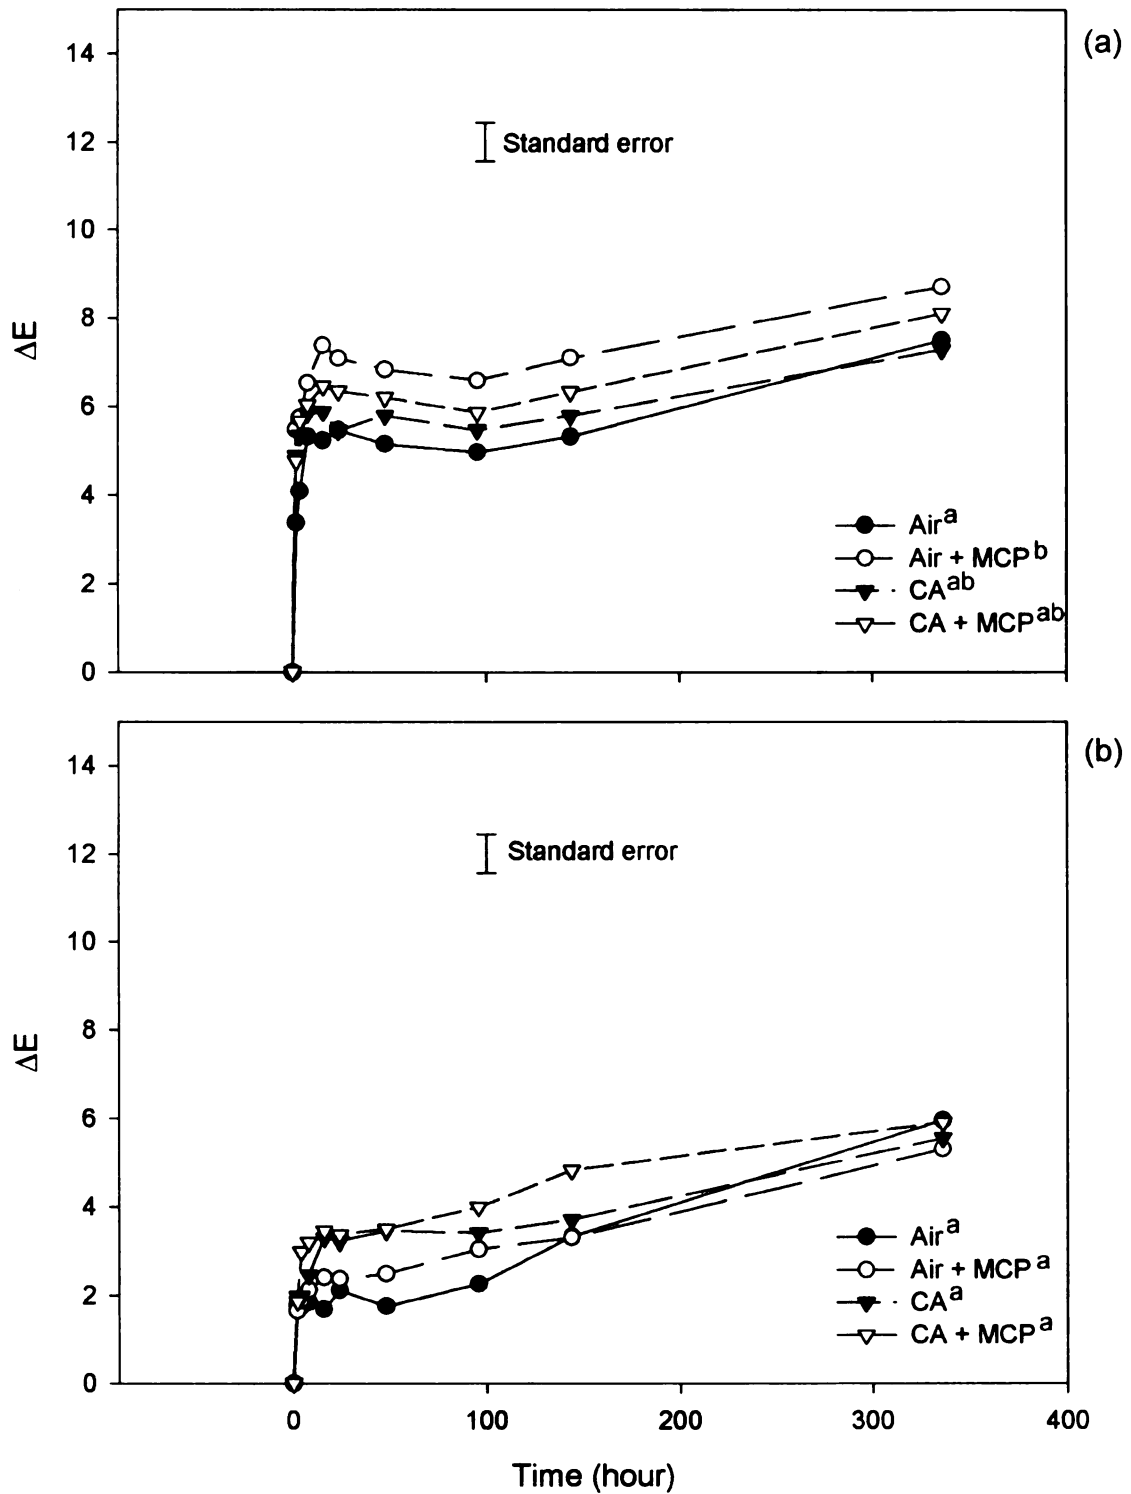 (a)
14
12
10
8
6
4
2
0
ΔE
Standard error
Air^a
Air + MCP^b
CA^ab
CA + MCP^ab
(b)
14
12
10
8
6
4
2
0
ΔE
Standard error
Air^a
Air + MCP^a
CA^a
CA + MCP^a
0 100 200 300 400
Time (hour)